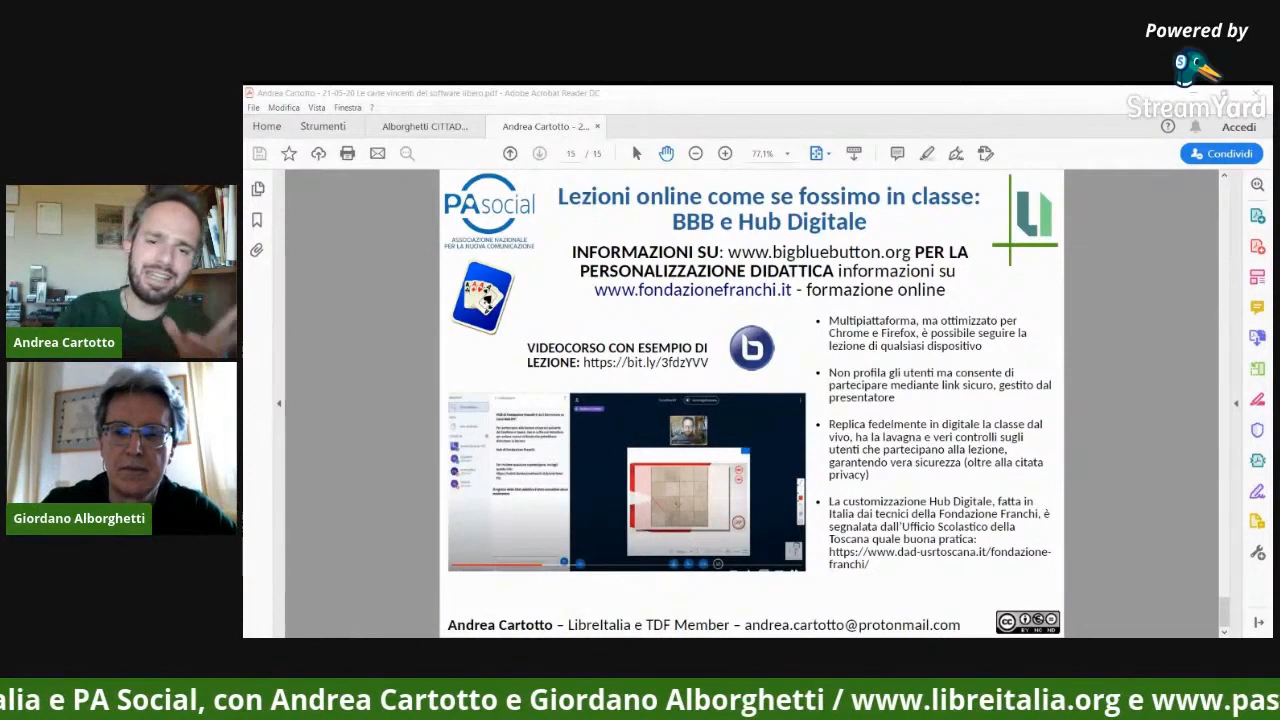 Powered by
StreamYard
Andrea Cartotto - 21-05-20 Le carte vincenti del software libero.pdf - Adobe Acrobat Reader DC
File Modifica Vista Finestra ?
Home Strumenti Alborghetti CITTAD... Andrea Cartotto - 2... ×
Accedi
15 / 15 77,1%
Condividi
PAsocial
ASSOCIAZIONE NAZIONALE
PER LA NUOVA COMUNICAZIONE
Lezioni online come se fossimo in classe:
BBB e Hub Digitale
INFORMAZIONI SU: www.bigbluebutton.org PER LA
PERSONALIZZAZIONE DIDATTICA informazioni su
www.fondazionefranchi.it - formazione online
VIDEOCORSO CON ESEMPIO DI
LEZIONE: https://bit.ly/3fdzYVV
b
• Multipiattaforma, ma ottimizzato per
Chrome e Firefox, è possibile seguire la
lezione di qualsiasi dispositivo
• Non profila gli utenti ma consente di
partecipare mediante link sicuro, gestito dal
presentatore
• Replica gli strumenti didattici in classe dal
vivo, ha la lavagna e i controlli sugli
utenti che partecipano alla lezione,
garantendo vera sicurezza (oltre alla citata
privacy)
• La customizzazione Hub Digitale, fatta in
Italia dai tecnici della Fondazione Franchi, è
segnalata dall'Ufficio Scolastico della
Toscana quale buona pratica:
https://www.dad-usrtoscana.it/fondazione-
franchi/
Andrea Cartotto – LibreItalia e TDF Member – andrea.cartotto@protonmail.com
CC BY NC ND
Andrea Cartotto
Giordano Alborghetti
alia e PA Social, con Andrea Cartotto e Giordano Alborghetti / www.libreitalia.org e www.pas